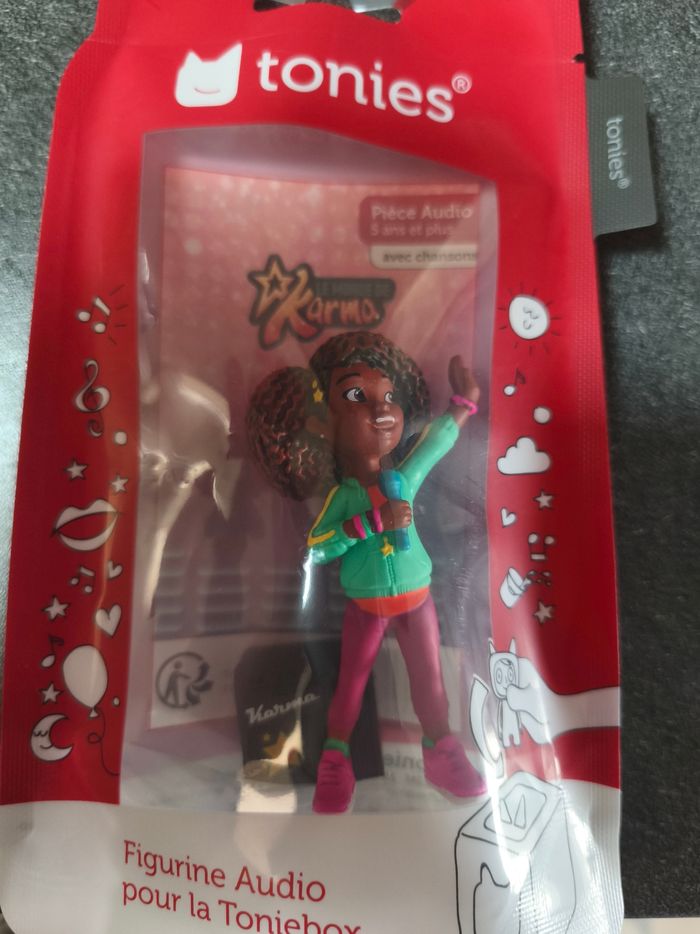 tonies®
tonies®
Pièce Audio
5 ans et plus
avec chansons
LE MONDE DE
Karma
Karma
Figurine Audio
pour la Toniebox